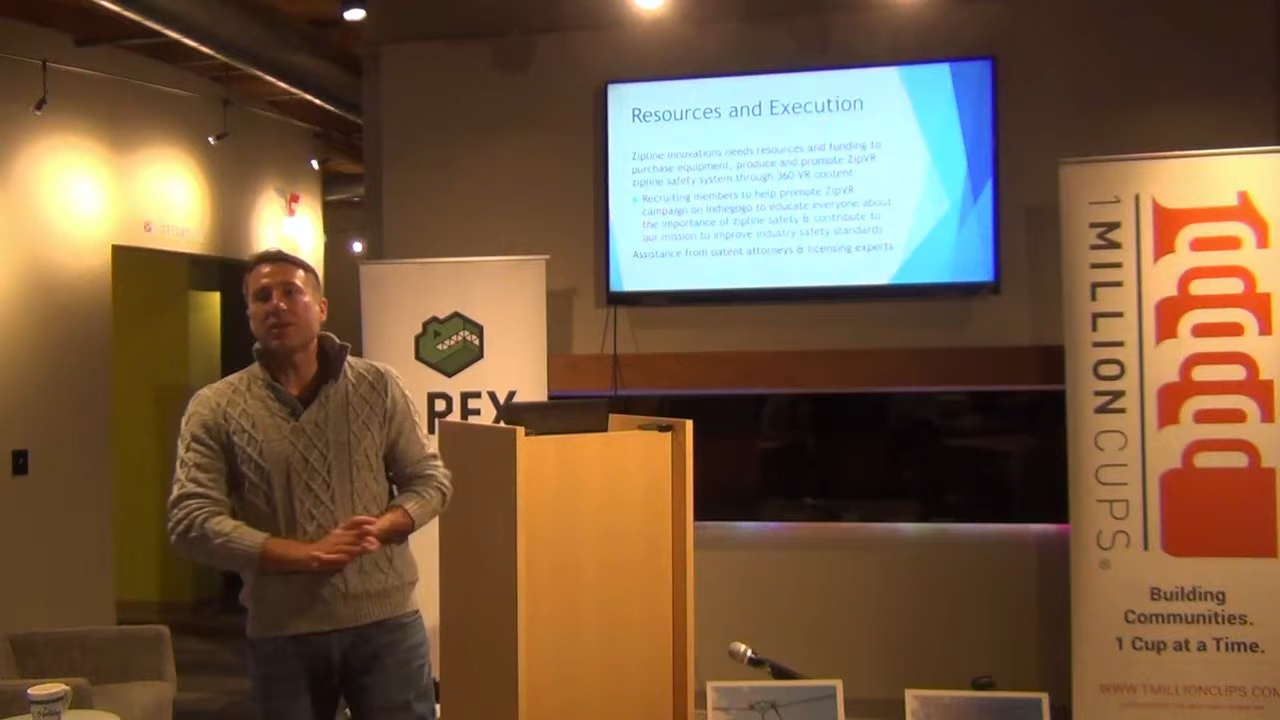 Resources and Execution
Zipline Innovations needs resources and funding to
purchase equipment, produce and promote ZipVR
zipline safety system through 360 VR content
Recruiting members to help promote ZipVR
campaign on Indiegogo to educate everyone about
the importance of zipline safety & contribute to
our mission to improve industry safety standards
Assistance from patent attorneys & licensing experts
PEX
1 MILLION CUPS®
Building
Communities.
1 Cup at a Time.
WWW.1MILLIONCUPS.COM